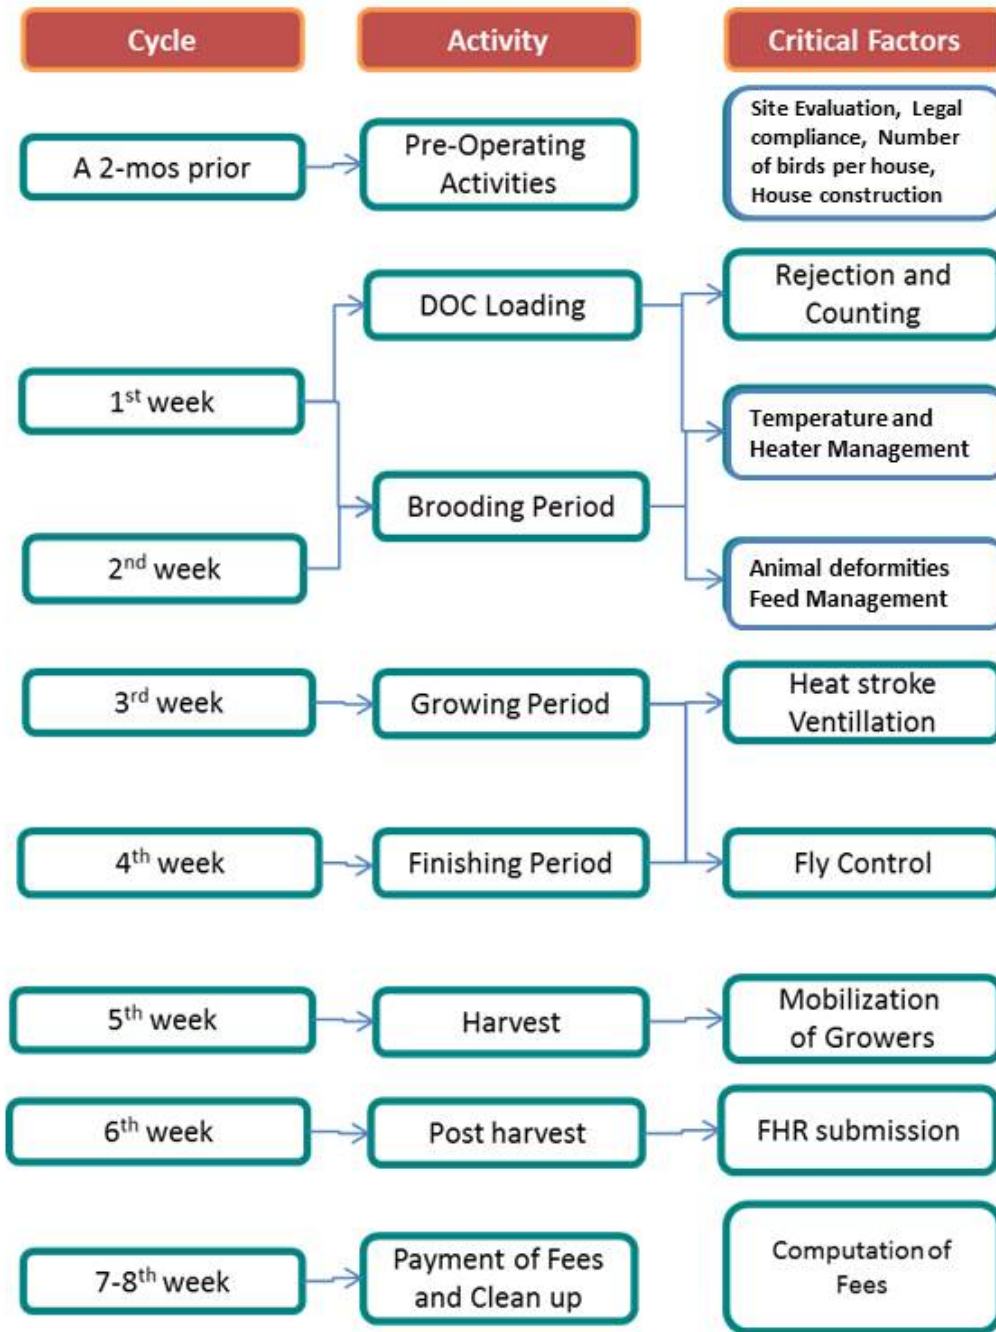 Cycle
Activity
Critical Factors
A 2-mos prior
Pre-Operating
Activities
Site Evaluation, Legal
compliance, Number
of birds per house,
House construction
1st week
DOC Loading
Rejection and
Counting
Temperature and
Heater Management
2nd week
Brooding Period
Animal deformities
Feed Management
3rd week
Growing Period
Heat stroke
Ventillation
4th week
Finishing Period
Fly Control
5th week
Harvest
Mobilization
of Growers
6th week
Post harvest
FHR submission
7-8th week
Payment of Fees
and Clean up
Computation of
Fees